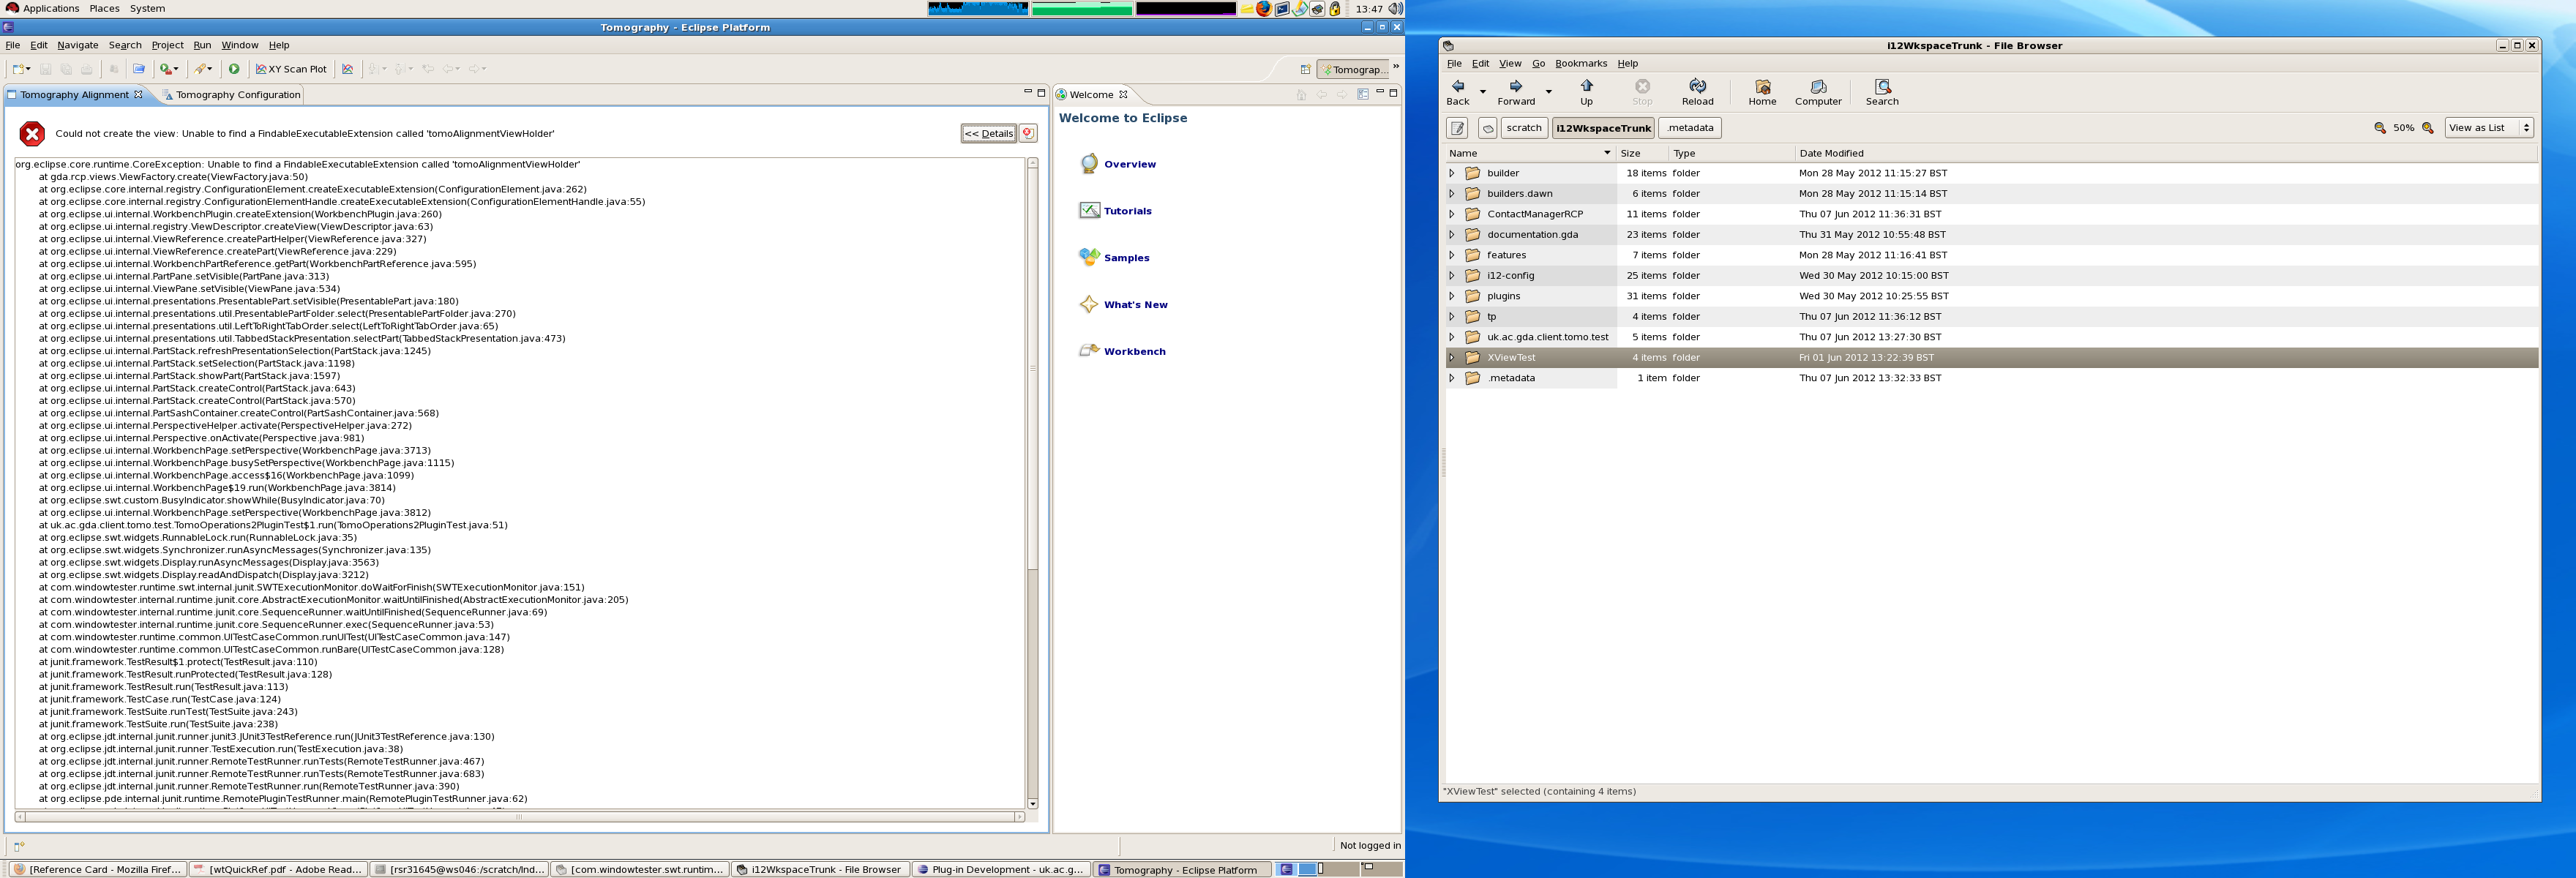 Applications Places System
13:47
Tomography - Eclipse Platform
File Edit Navigate Search Project Run Window Help
XY Scan Plot
Tomograp...
Tomography Alignment
Tomography Configuration
Could not create the view: Unable to find a FindableExecutableExtension called 'tomoAlignmentViewHolder'
<< Details
org.eclipse.core.runtime.CoreException: Unable to find a FindableExecutableExtension called 'tomoAlignmentViewHolder'
at gda.rcp.views.ViewFactory.create(ViewFactory.java:50)
at org.eclipse.core.internal.registry.ConfigurationElement.createExecutableExtension(ConfigurationElement.java:262)
at org.eclipse.core.internal.registry.ConfigurationElementHandle.createExecutableExtension(ConfigurationElementHandle.java:55)
at org.eclipse.ui.internal.WorkbenchPlugin.createExtension(WorkbenchPlugin.java:260)
at org.eclipse.ui.internal.registry.ViewDescriptor.createView(ViewDescriptor.java:63)
at org.eclipse.ui.internal.ViewReference.createPartHelper(ViewReference.java:327)
at org.eclipse.ui.internal.ViewReference.createPart(ViewReference.java:229)
at org.eclipse.ui.internal.WorkbenchPartReference.getPart(WorkbenchPartReference.java:595)
at org.eclipse.ui.internal.PartPane.setVisible(PartPane.java:313)
at org.eclipse.ui.internal.ViewPane.setVisible(ViewPane.java:534)
at org.eclipse.ui.internal.presentations.PresentablePart.setVisible(PresentablePart.java:180)
at org.eclipse.ui.internal.presentations.util.PresentablePartFolder.select(PresentablePartFolder.java:270)
at org.eclipse.ui.internal.presentations.util.LeftToRightTabOrder.select(LeftToRightTabOrder.java:65)
at org.eclipse.ui.internal.presentations.util.TabbedStackPresentation.selectPart(TabbedStackPresentation.java:473)
at org.eclipse.ui.internal.PartStack.refreshPresentationSelection(PartStack.java:1245)
at org.eclipse.ui.internal.PartStack.setSelection(PartStack.java:1198)
at org.eclipse.ui.internal.PartStack.showPart(PartStack.java:1597)
at org.eclipse.ui.internal.PartStack.createControl(PartStack.java:643)
at org.eclipse.ui.internal.PartStack.createControl(PartStack.java:570)
at org.eclipse.ui.internal.PartSashContainer.createControl(PartSashContainer.java:568)
at org.eclipse.ui.internal.PerspectiveHelper.activate(PerspectiveHelper.java:272)
at org.eclipse.ui.internal.Perspective.onActivate(Perspective.java:981)
at org.eclipse.ui.internal.WorkbenchPage.setPerspective(WorkbenchPage.java:3713)
at org.eclipse.ui.internal.WorkbenchPage.busySetPerspective(WorkbenchPage.java:1115)
at org.eclipse.ui.internal.WorkbenchPage.access$16(WorkbenchPage.java:1099)
at org.eclipse.ui.internal.WorkbenchPage$19.run(WorkbenchPage.java:3814)
at org.eclipse.swt.custom.BusyIndicator.showWhile(BusyIndicator.java:70)
at org.eclipse.ui.internal.WorkbenchPage.setPerspective(WorkbenchPage.java:3812)
at uk.ac.gda.client.tomo.test.TomoOperations2PluginTest$1.run(TomoOperations2PluginTest.java:51)
at org.eclipse.swt.widgets.RunnableLock.run(RunnableLock.java:35)
at org.eclipse.swt.widgets.Synchronizer.runAsyncMessages(Synchronizer.java:135)
at org.eclipse.swt.widgets.Display.runAsyncMessages(Display.java:3563)
at org.eclipse.swt.widgets.Display.readAndDispatch(Display.java:3212)
at com.windowtester.runtime.swt.internal.junit.SWTExecutionMonitor.doWaitForFinish(SWTExecutionMonitor.java:151)
at com.windowtester.internal.runtime.junit.core.AbstractExecutionMonitor.waitUntilFinished(AbstractExecutionMonitor.java:205)
at com.windowtester.internal.runtime.junit.core.SequenceRunner.waitUntilFinished(SequenceRunner.java:69)
at com.windowtester.internal.runtime.junit.core.SequenceRunner.exec(SequenceRunner.java:53)
at com.windowtester.runtime.common.UITestCaseCommon.runUITest(UITestCaseCommon.java:147)
at com.windowtester.runtime.common.UITestCaseCommon.runBare(UITestCaseCommon.java:128)
at junit.framework.TestResult$1.protect(TestResult.java:110)
at junit.framework.TestResult.runProtected(TestResult.java:128)
at junit.framework.TestResult.run(TestResult.java:113)
at junit.framework.TestCase.run(TestCase.java:124)
at junit.framework.TestSuite.runTest(TestSuite.java:243)
at junit.framework.TestSuite.run(TestSuite.java:238)
at org.eclipse.jdt.internal.junit.runner.junit3.JUnit3TestReference.run(JUnit3TestReference.java:130)
at org.eclipse.jdt.internal.junit.runner.TestExecution.run(TestExecution.java:38)
at org.eclipse.jdt.internal.junit.runner.RemoteTestRunner.runTests(RemoteTestRunner.java:467)
at org.eclipse.jdt.internal.junit.runner.RemoteTestRunner.runTests(RemoteTestRunner.java:683)
at org.eclipse.jdt.internal.junit.runner.RemoteTestRunner.run(RemoteTestRunner.java:390)
at org.eclipse.pde.internal.junit.runtime.RemotePluginTestRunner.main(RemotePluginTestRunner.java:62)
Welcome
Welcome to Eclipse
Overview
Tutorials
Samples
What's New
Workbench
Not logged in
[Reference Card - Mozilla Firef...
[wtQuickRef.pdf - Adobe Read...
[rsr31645@ws046:/scratch/Ind...
[com.windowtester.swt.runtim...
i12WkspaceTrunk - File Browser
Plug-in Development - uk.ac.g...
Tomography - Eclipse Platform
i12WkspaceTrunk - File Browser
File Edit View Go Bookmarks Help
Back Forward Up Stop Reload Home Computer Search
scratch i12WkspaceTrunk .metadata 50% View as List
Name Size Type Date Modified
builder 18 items folder Mon 28 May 2012 11:15:27 BST
builders.dawn 6 items folder Mon 28 May 2012 11:15:14 BST
ContactManagerRCP 11 items folder Thu 07 Jun 2012 11:36:31 BST
documentation.gda 23 items folder Thu 31 May 2012 10:55:48 BST
features 7 items folder Mon 28 May 2012 11:16:41 BST
i12-config 25 items folder Wed 30 May 2012 10:15:00 BST
plugins 31 items folder Wed 30 May 2012 10:25:55 BST
tp 4 items folder Thu 07 Jun 2012 11:36:12 BST
uk.ac.gda.client.tomo.test 5 items folder Thu 07 Jun 2012 13:27:30 BST
XViewTest 4 items folder Fri 01 Jun 2012 13:22:39 BST
.metadata 1 item folder Thu 07 Jun 2012 13:32:33 BST
"XViewTest" selected (containing 4 items)